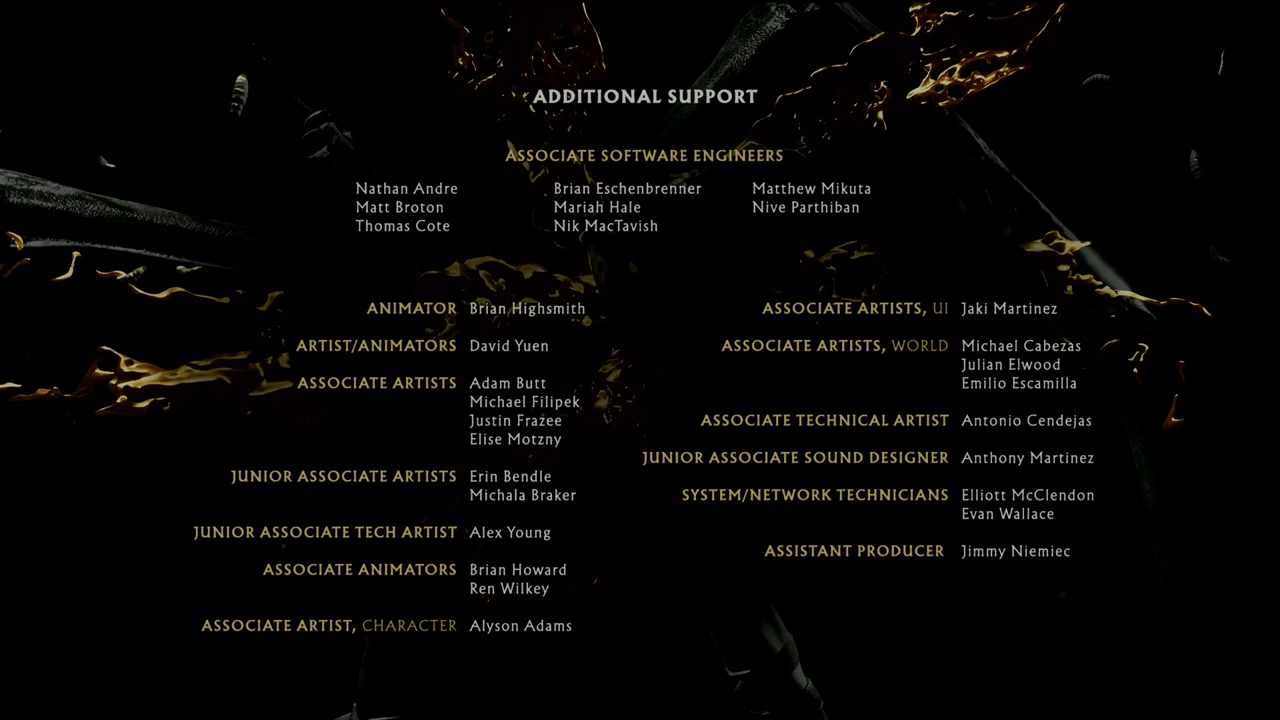 ADDITIONAL SUPPORT
ASSOCIATE SOFTWARE ENGINEERS
Nathan Andre
Matt Broton
Thomas Cote
Brian Eschenbrenner
Mariah Hale
Nik MacTavish
Matthew Mikuta
Nive Parthiban
ANIMATOR Brian Highsmith
ARTIST/ANIMATORS David Yuen
ASSOCIATE ARTISTS Adam Butt
Michael Filipek
Justin Frazee
Elise Motzny
JUNIOR ASSOCIATE ARTISTS Erin Bendle
Michala Braker
JUNIOR ASSOCIATE TECH ARTIST Alex Young
ASSOCIATE ANIMATORS Brian Howard
Ren Wilkey
ASSOCIATE ARTIST, CHARACTER Alyson Adams
ASSOCIATE ARTISTS, UI Jaki Martinez
ASSOCIATE ARTISTS, WORLD Michael Cabezas
Julian Elwood
Emilio Escamilla
ASSOCIATE TECHNICAL ARTIST Antonio Cendejas
JUNIOR ASSOCIATE SOUND DESIGNER Anthony Martinez
SYSTEM/NETWORK TECHNICIANS Elliott McClendon
Evan Wallace
ASSISTANT PRODUCER Jimmy Niemiec